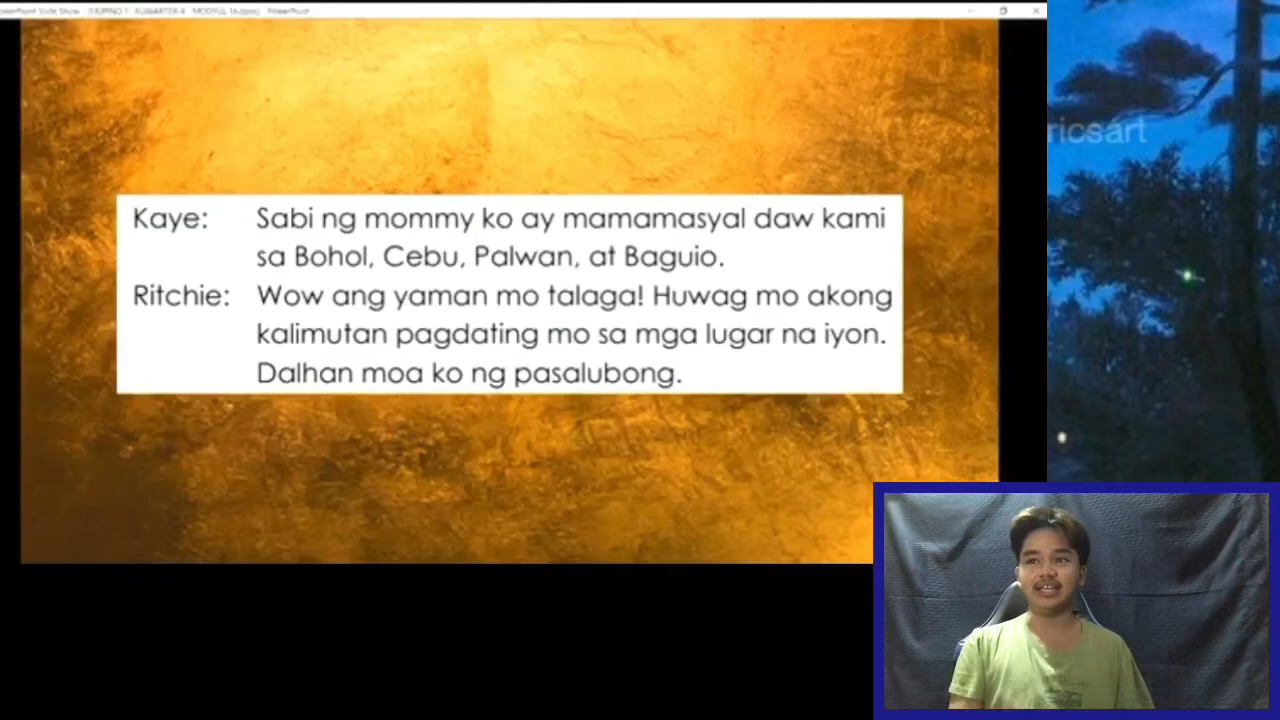 Kaye: Sabi ng mommy ko ay mamamasyal daw kami
sa Bohol, Cebu, Palwan, at Baguio.
Ritchie: Wow ang yaman mo talaga! Huwag mo akong
kalimutan pagdating mo sa mga lugar na iyon.
Dalhan moa ko ng pasalubong.
ricsart